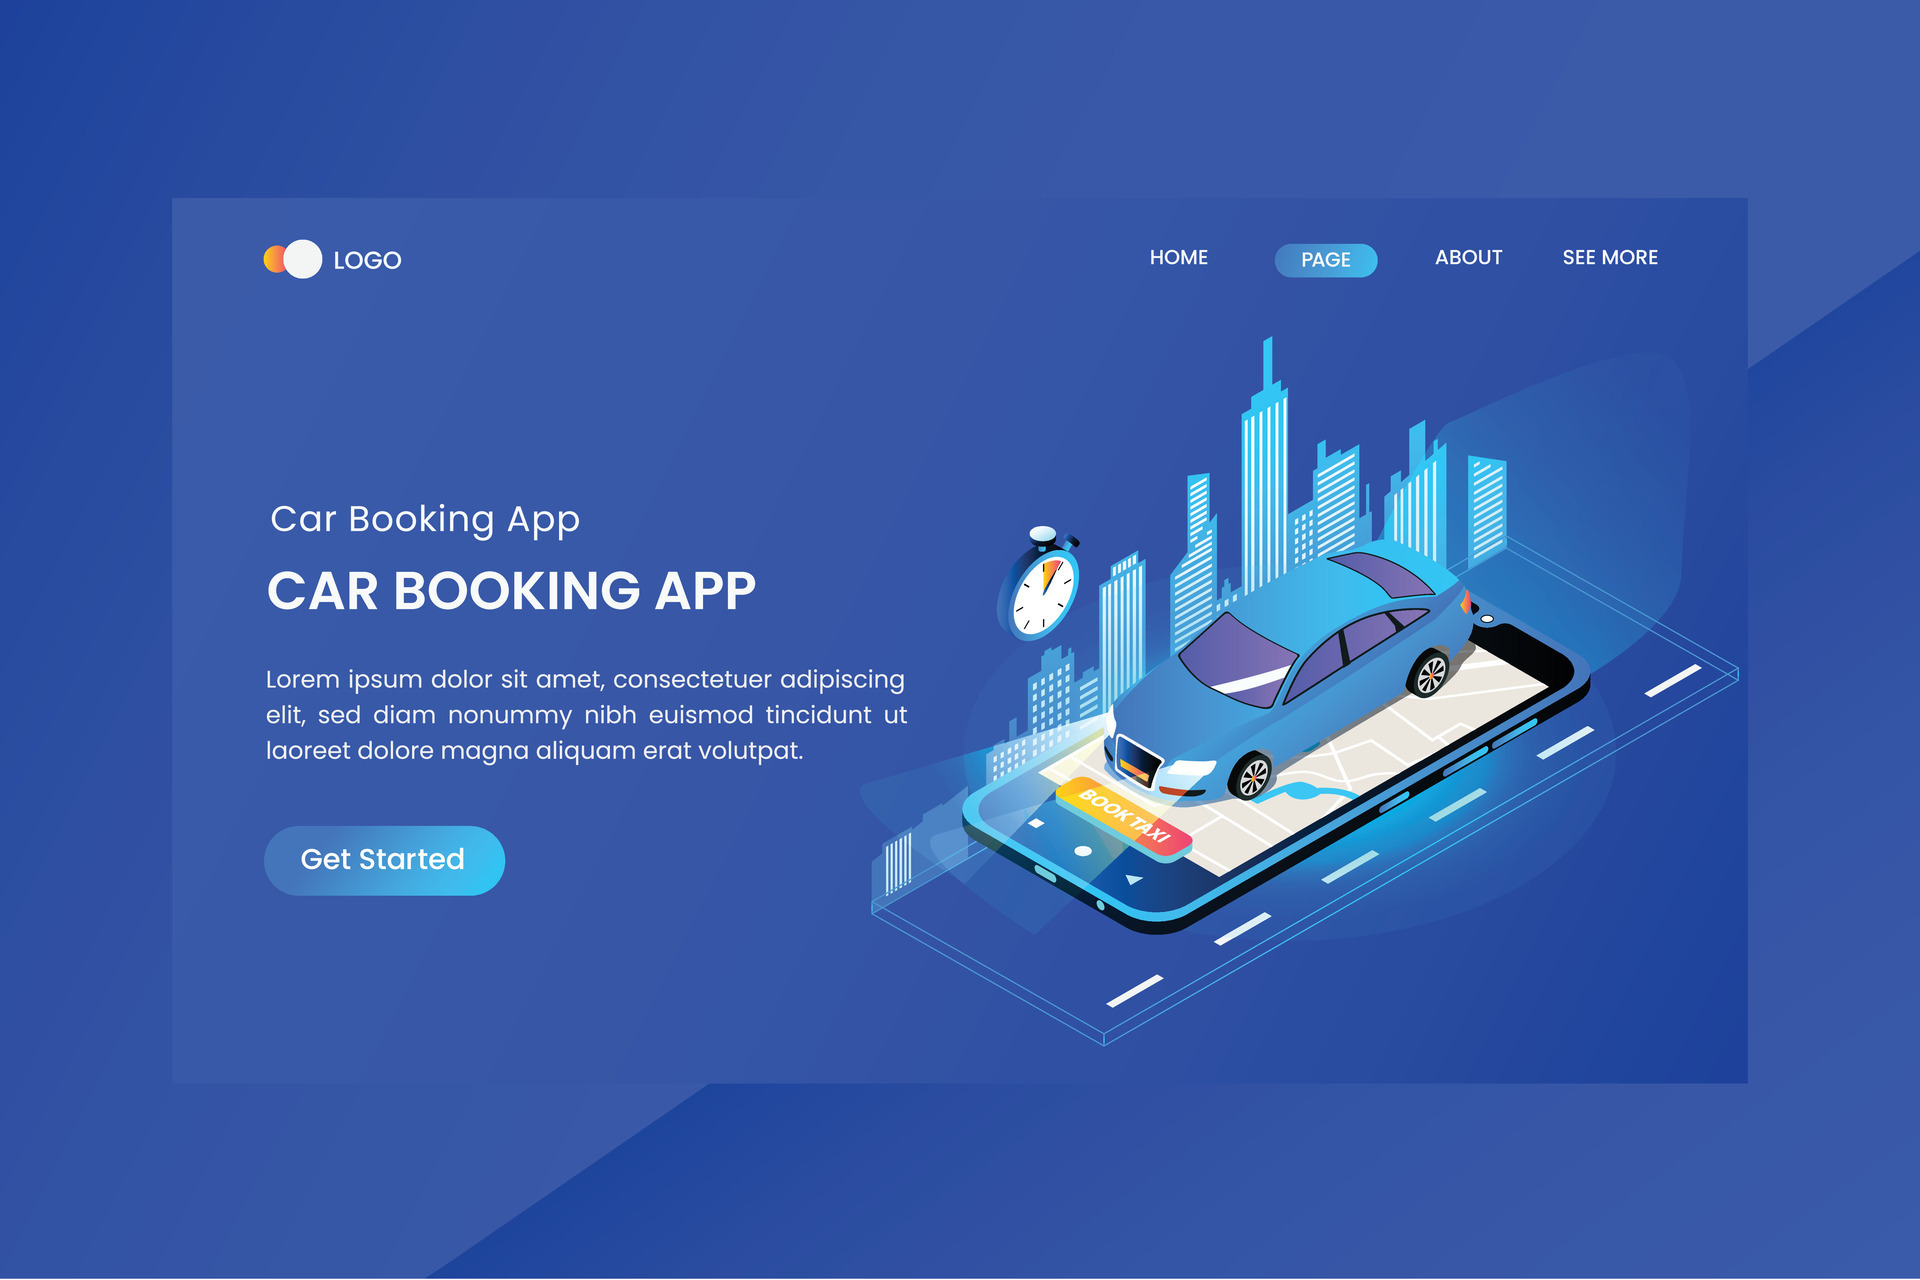 LOGO
HOME
PAGE
ABOUT
SEE MORE
Car Booking App
CAR BOOKING APP
Lorem ipsum dolor sit amet, consectetuer adipiscing
elit, sed diam nonummy nibh euismod tincidunt ut
laoreet dolore magna aliquam erat volutpat.
Get Started
BOOK TAXI